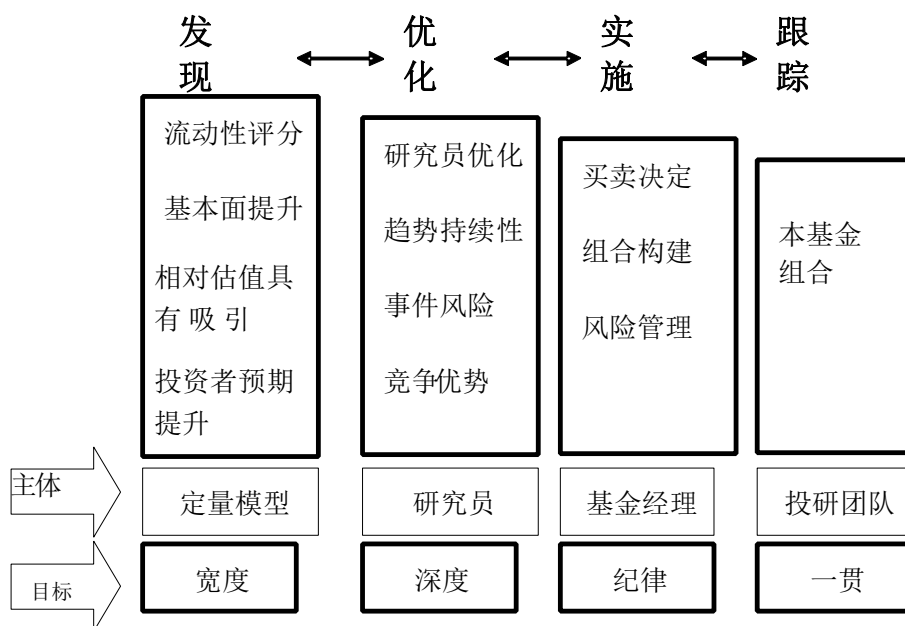 发 优 实 跟
现 化 施 踪
流动性评分
基本面提升
相对估值具
有 吸 引
投资者预期
提升
研究员优化
趋势持续性
事件风险
竞争优势
买卖决定
组合构建
风险管理
本基金
组合
主体
定量模型
研究员
基金经理
投研团队
目标
宽度
深度
纪律
一贯